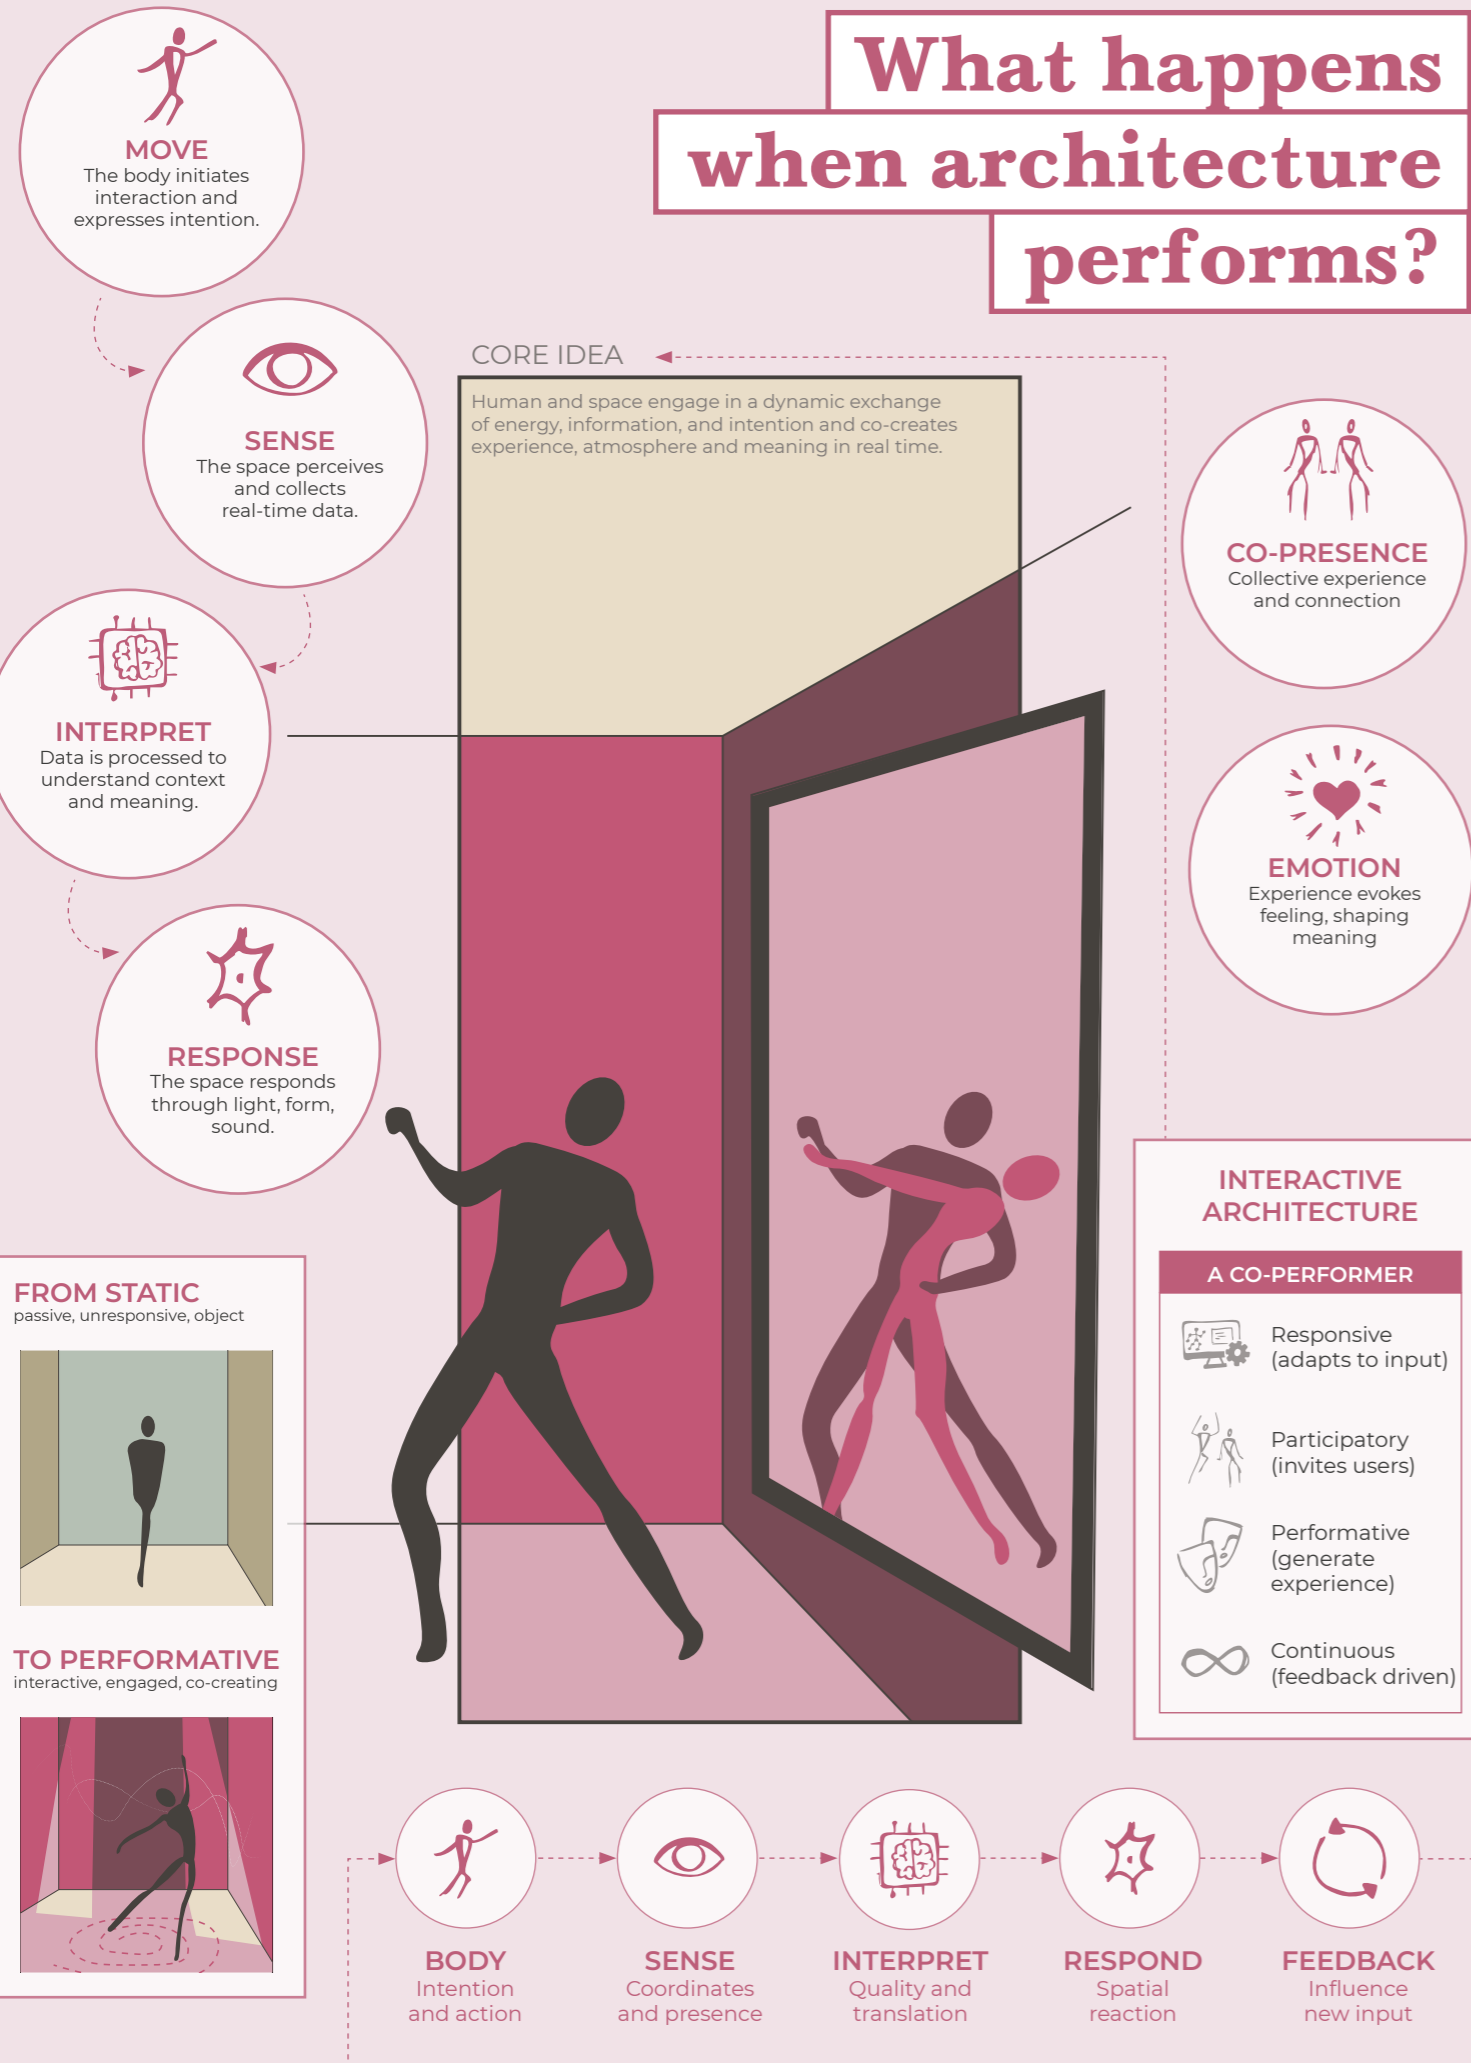 What happens
when architecture
performs?
MOVE
The body initiates
interaction and
expresses intention.
SENSE
The space perceives
and collects
real-time data.
INTERPRET
Data is processed to
understand context
and meaning.
RESPONSE
The space responds
through light, form,
sound.
CORE IDEA
Human and space engage in a dynamic exchange
of energy, information, and intention and co-creates
experience, atmosphere and meaning in real time.
CO-PRESENCE
Collective experience
and connection
EMOTION
Experience evokes
feeling, shaping
meaning
FROM STATIC
passive, unresponsive, object
TO PERFORMATIVE
interactive, engaged, co-creating
INTERACTIVE
ARCHITECTURE
A CO-PERFORMER
Responsive
(adapts to input)
Participatory
(invites users)
Performative
(generate
experience)
Continuous
(feedback driven)
BODY
Intention
and action
SENSE
Coordinates
and presence
INTERPRET
Quality and
translation
RESPOND
Spatial
reaction
FEEDBACK
Influence
new input